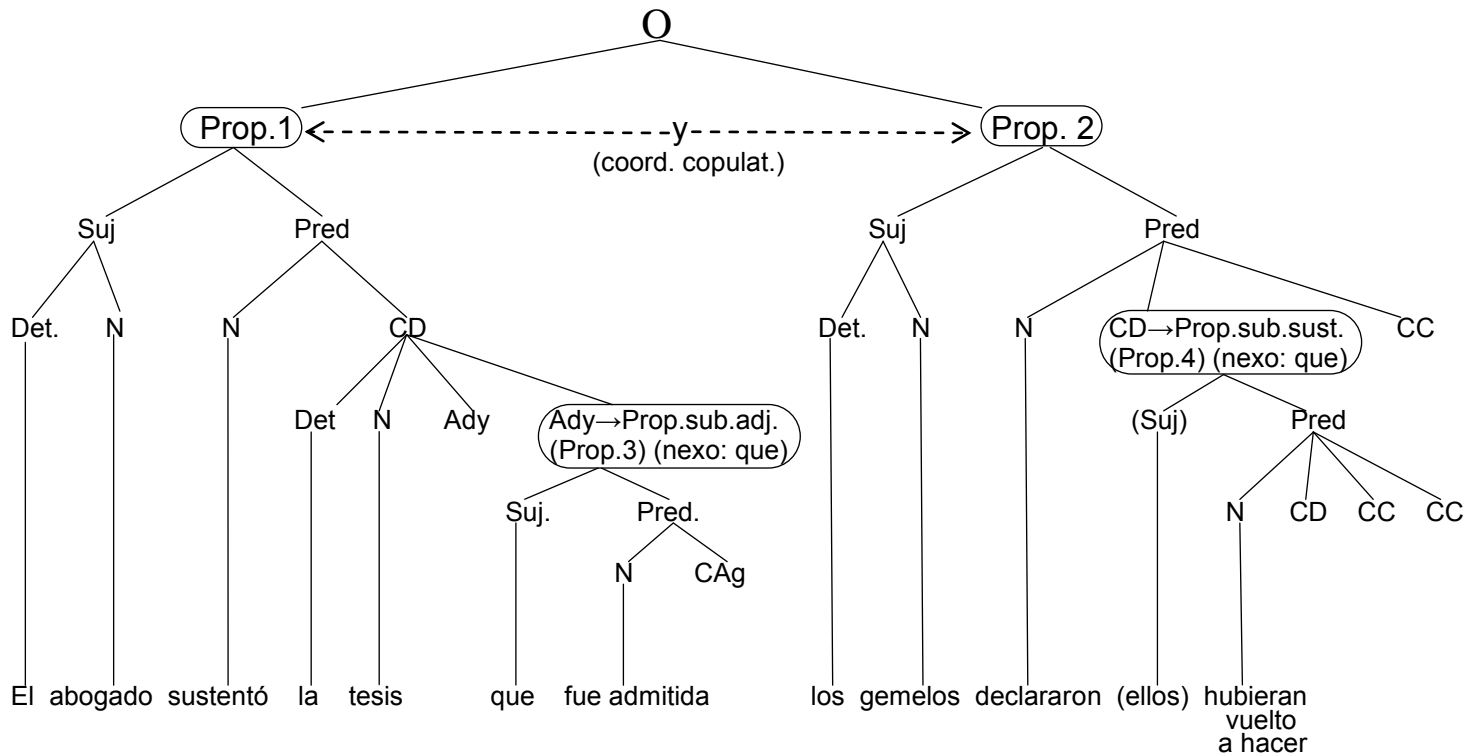 O
Prop.1 y Prop. 2
(coord. copulat.)
Suj Pred Suj Pred
Det. N N CD Det. N N CD→Prop.sub.sust. CC
(Prop.4) (nexo: que)
Det N Ady Ady→Prop.sub.adj. (Suj) Pred
(Prop.3) (nexo: que)
Suj. Pred. N CD CC CC
N CAg
El abogado sustentó la tesis que fue admitida los gemelos declararon (ellos) hubieran
vuelto
a hacer